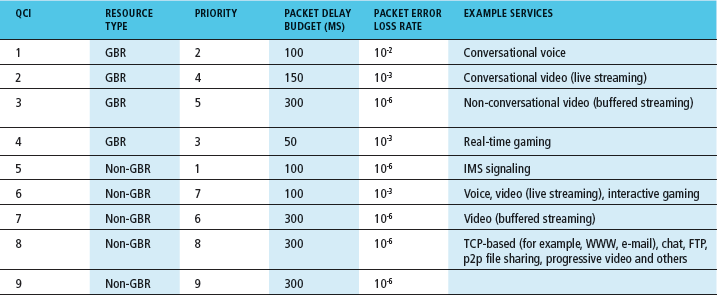 QCI RESOURCE TYPE PRIORITY PACKET DELAY BUDGET (MS) PACKET ERROR LOSS RATE EXAMPLE SERVICES
1 GBR 2 100 10⁻² Conversational voice
2 GBR 4 150 10⁻³ Conversational video (live streaming)
3 GBR 5 300 10⁻⁶ Non-conversational video (buffered streaming)
4 GBR 3 50 10⁻³ Real-time gaming
5 Non-GBR 1 100 10⁻⁶ IMS signaling
6 Non-GBR 7 100 10⁻³ Voice, video (live streaming), interactive gaming
7 Non-GBR 6 300 10⁻⁶ Video (buffered streaming)
8 Non-GBR 8 300 10⁻⁶ TCP-based (for example, WWW, e-mail), chat, FTP,
p2p file sharing, progressive video and others
9 Non-GBR 9 300 10⁻⁶